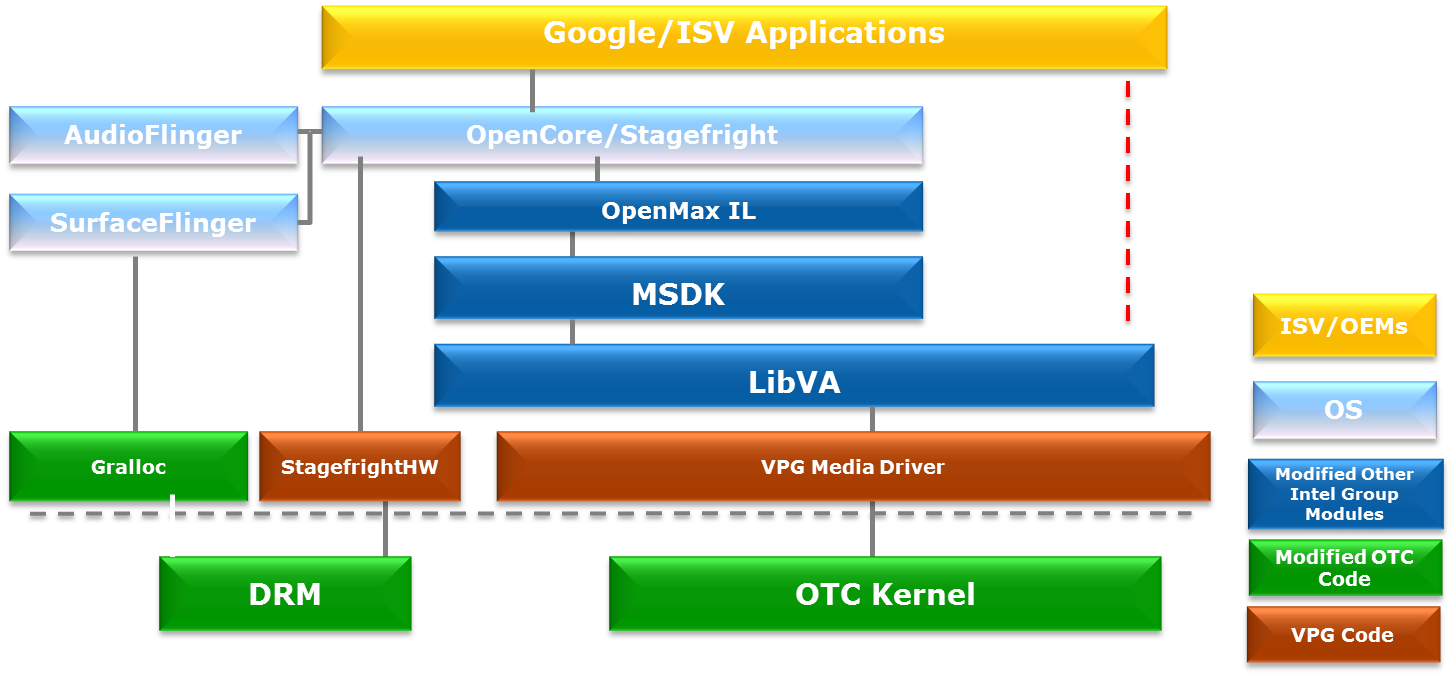 Google/ISV Applications
AudioFlinger
OpenCore/Stagefright
SurfaceFlinger
OpenMax IL
MSDK
LibVA
Gralloc
StagefrightHW
VPG Media Driver
DRM
OTC Kernel
ISV/OEMs
OS
Modified Other
Intel Group
Modules
Modified OTC
Code
VPG Code